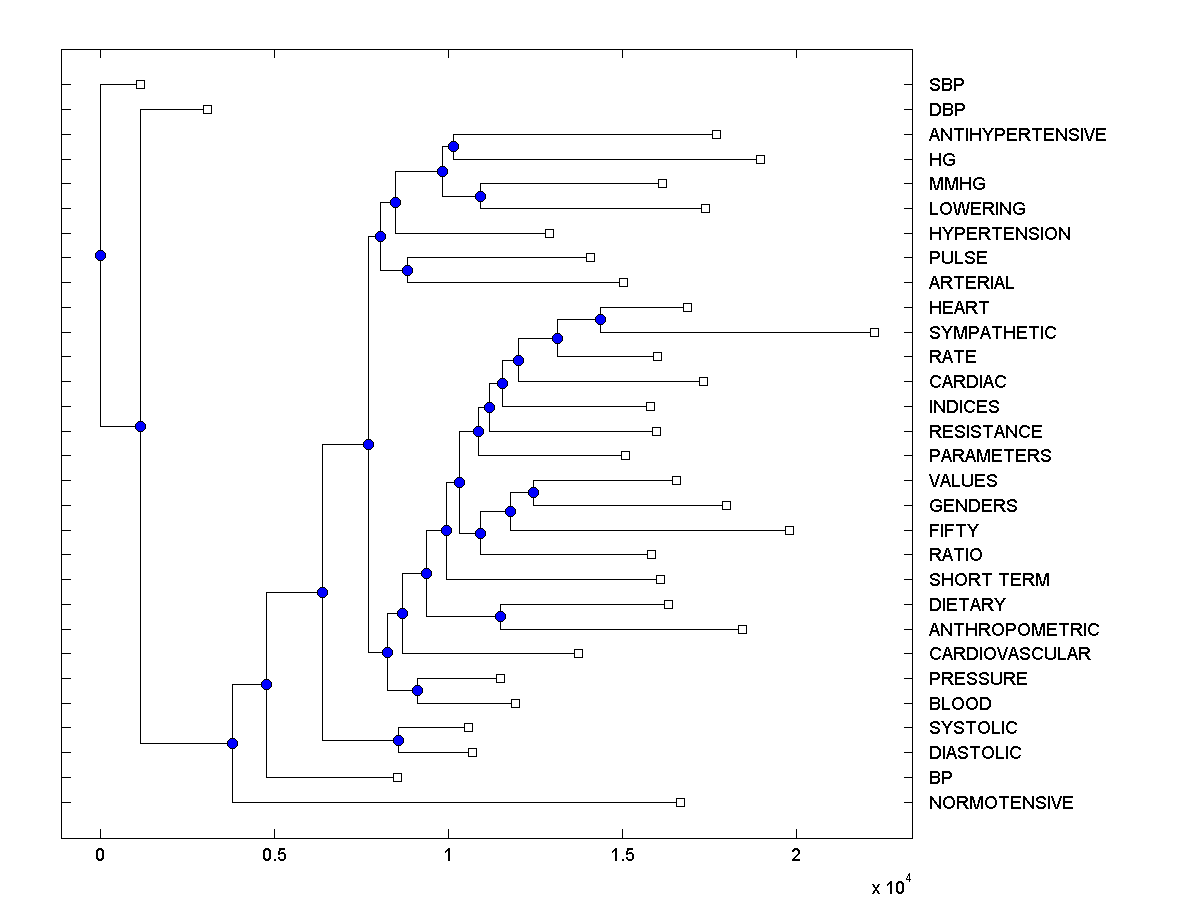 SBP
DBP
ANTIHYPERTENSIVE
HG
MMHG
LOWERING
HYPERTENSION
PULSE
ARTERIAL
HEART
SYMPATHETIC
RATE
CARDIAC
INDICES
RESISTANCE
PARAMETERS
VALUES
GENDERS
FIFTY
RATIO
SHORT TERM
DIETARY
ANTHROPOMETRIC
CARDIOVASCULAR
PRESSURE
BLOOD
SYSTOLIC
DIASTOLIC
BP
NORMOTENSIVE
0 0.5 1 1.5 2
x 10^4